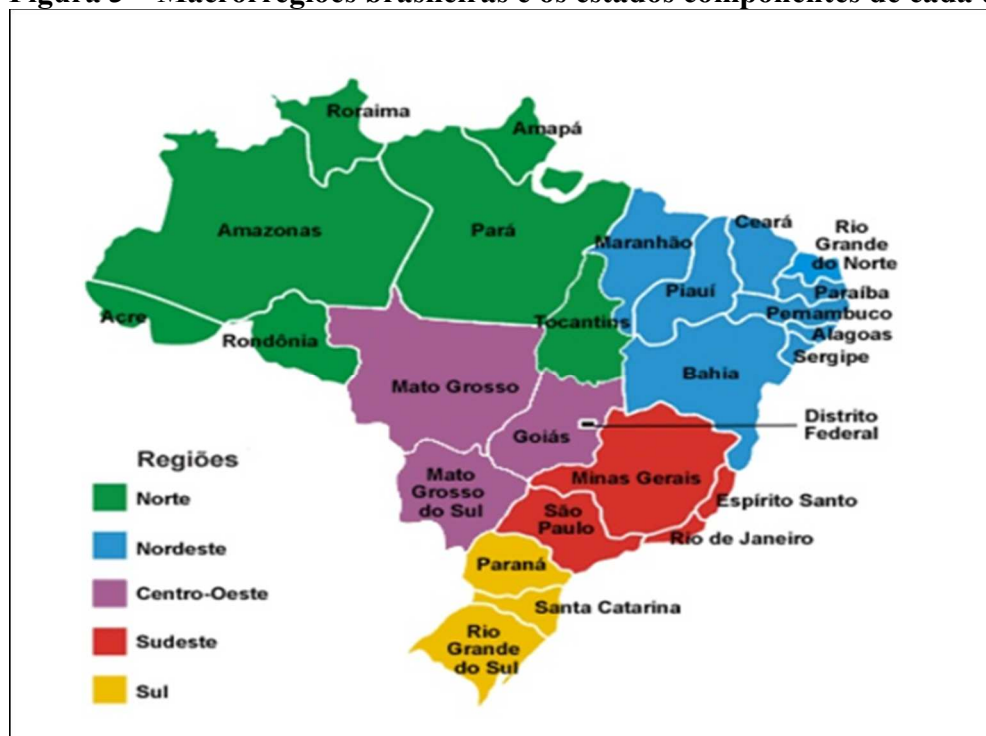 Figura 3 – Macrorregiões brasileiras e os estados componentes de cada
Roraima
Amapá
Amazonas
Pará
Maranhão
Ceará
Rio
Grande
do Norte
Piauí
Paraíba
Pernambuco
Alagoas
Sergipe
Acre
Rondônia
Tocantins
Bahia
Mato Grosso
Distrito
Federal
Goiás
Mato
Grosso
do Sul
Minas Gerais
Espírito Santo
São
Paulo
Rio de Janeiro
Paraná
Santa Catarina
Rio
Grande
do Sul
Regiões
Norte
Nordeste
Centro-Oeste
Sudeste
Sul